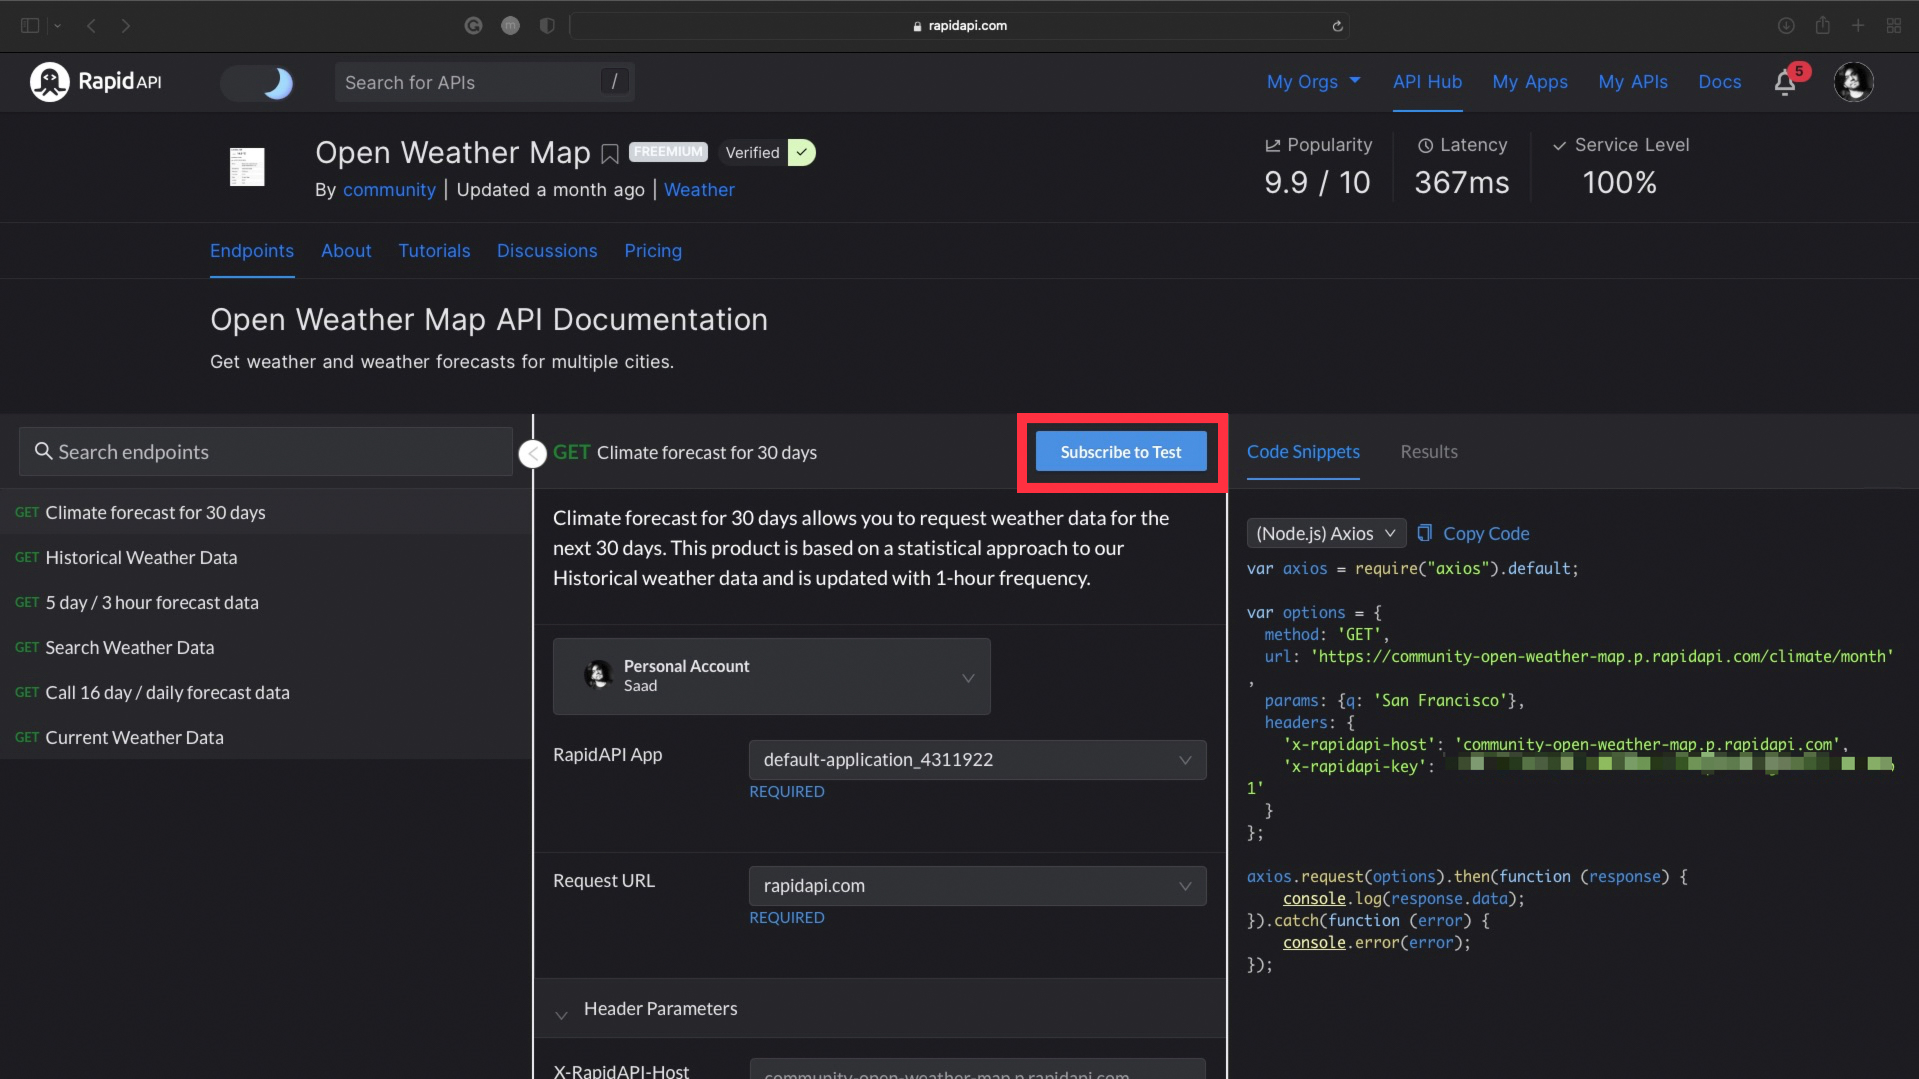 rapidapi.com
Rapid API
Search for APIs /
My Orgs API Hub My Apps My APIs Docs 5
Open Weather Map FREEMIUM Verified
By community | Updated a month ago | Weather
Popularity Latency Service Level
9.9 / 10 367ms 100%
Endpoints About Tutorials Discussions Pricing
Open Weather Map API Documentation
Get weather and weather forecasts for multiple cities.
Search endpoints
GET Climate forecast for 30 days
GET Historical Weather Data
GET 5 day / 3 hour forecast data
GET Search Weather Data
GET Call 16 day / daily forecast data
GET Current Weather Data
GET Climate forecast for 30 days
Subscribe to Test
Climate forecast for 30 days allows you to request weather data for the
next 30 days. This product is based on a statistical approach to our
Historical weather data and is updated with 1-hour frequency.
Personal Account
Saad
RapidAPI App
default-application_4311922
REQUIRED
Request URL
rapidapi.com
REQUIRED
Header Parameters
X-RapidAPI-Host
community-open-weather-map.p.rapidapi.com
Code Snippets Results
(Node.js) Axios Copy Code
var axios = require("axios").default;
var options = {
method: 'GET',
url: 'https://community-open-weather-map.p.rapidapi.com/climate/month'
,
params: {q: 'San Francisco'},
headers: {
'x-rapidapi-host': 'community-open-weather-map.p.rapidapi.com',
'x-rapidapi-key':
1'
}
};
axios.request(options).then(function (response) {
console.log(response.data);
}).catch(function (error) {
console.error(error);
});